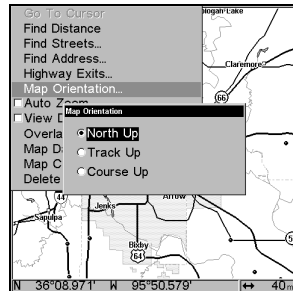 Go To Cursor
Find Distance
Find Streets...
Find Address...
Highway Exits...
Map Orientation...
Auto Zoom
View D
Overla
Map D
Map C
Delete
Map Orientation
North Up
Track Up
Course Up
Claremore
66
44
Jenks
Sapulpa
Bixby
64
5
N 36°08.971' W 95°50.579' ↔ 40